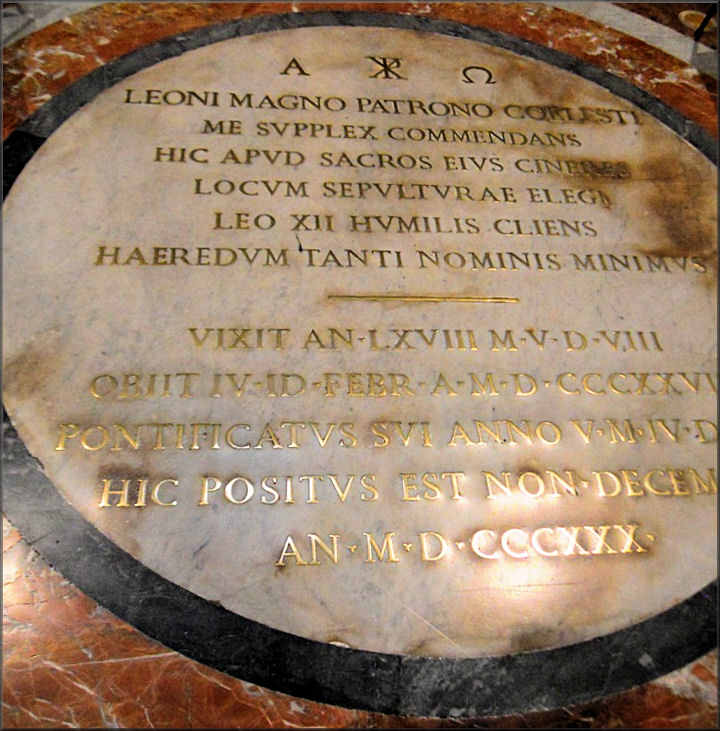 Α ☧ Ω
LEONI MAGNO PATRONO COELESTI
ME SVPPLEX COMMENDANS
HIC APVD SACROS EIVS CINERES
LOCVM SEPVLTVRAE ELEGI
LEO XII HVMILIS CLIENS
HAEREDVM TANTI NOMINIS MINIMVS
VIXIT AN·LXVIII M·V·D·VIII
OBIIT IV·ID·FEBR·A·M·D·CCCXXVI
PONTIFICATVS SVI ANNO V·M·IV·D
HIC POSITVS EST NON·DECEM
AN·M·D·CCCXXX·